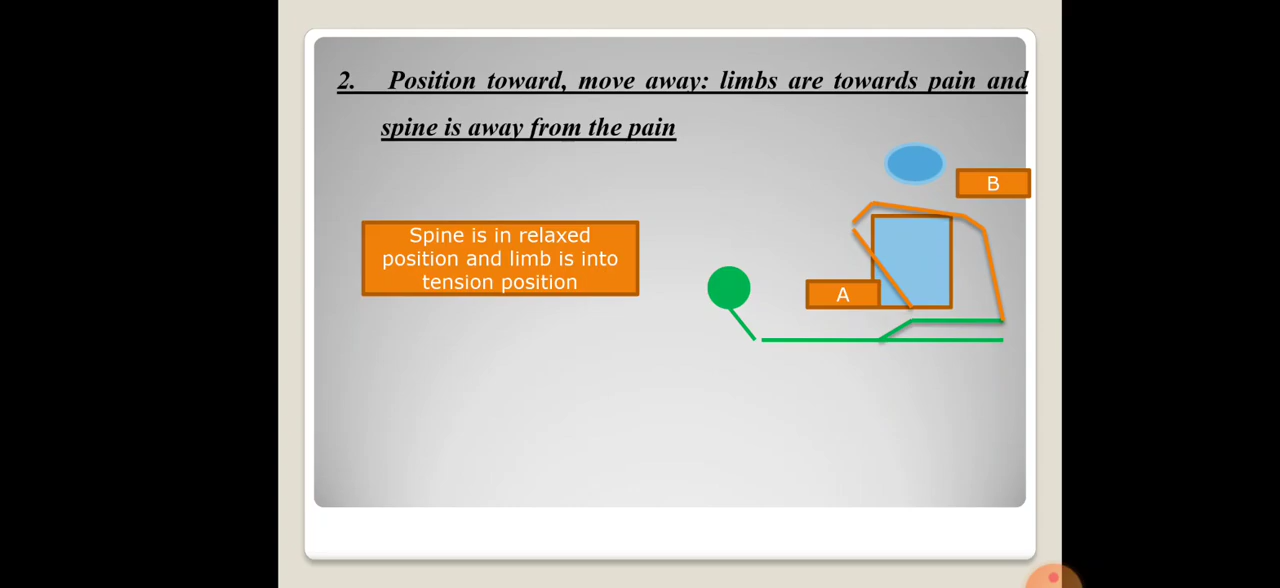 2. Position toward, move away: limbs are towards pain and
spine is away from the pain
B
Spine is in relaxed
position and limb is into
tension position
A